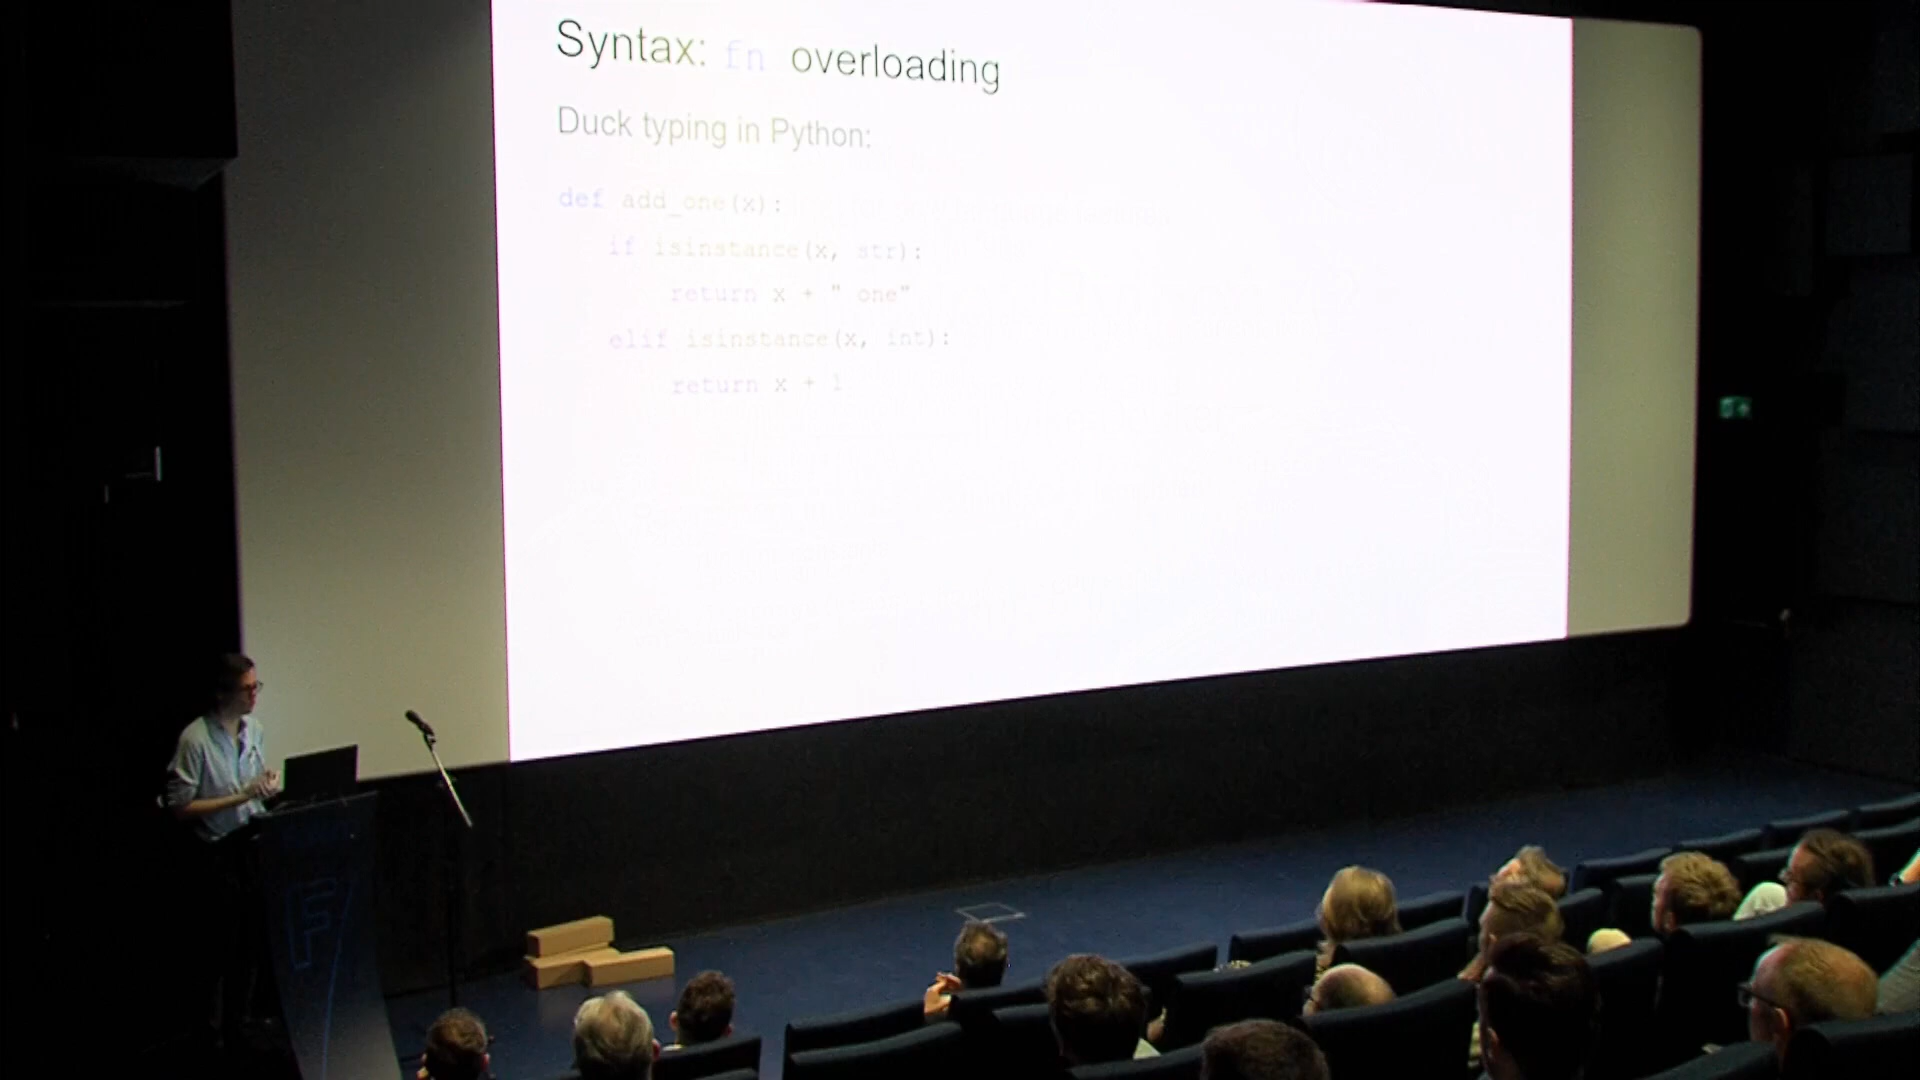 Syntax: fn overloading
Duck typing in Python:
def add_one(x):
if isinstance(x, str):
return x + " one"
elif isinstance(x, int):
return x + 1